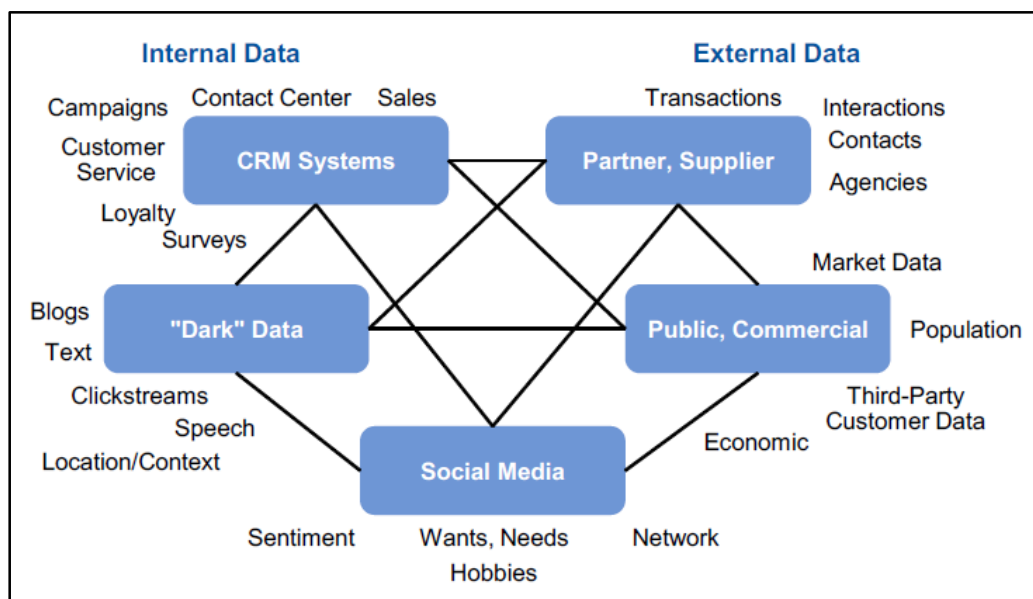 Internal Data
External Data
Campaigns
Contact Center
Sales
Transactions
Interactions
Customer
Service
CRM Systems
Partner, Supplier
Contacts
Agencies
Loyalty
Surveys
Market Data
Blogs
Text
"Dark" Data
Public, Commercial
Population
Clickstreams
Speech
Location/Context
Third-Party
Customer Data
Economic
Social Media
Sentiment
Wants, Needs
Network
Hobbies